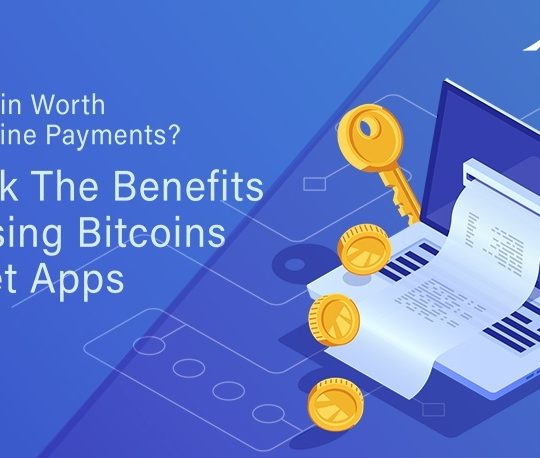 in Worth
ine Payments?
k The Benefits
sing Bitcoins
et Apps